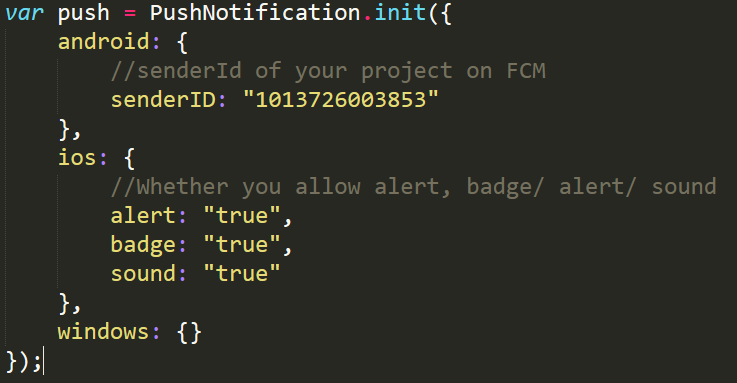 var push = PushNotification.init({
    android: {
        //senderId of your project on FCM
        senderID: "1013726003853"
    },
    ios: {
        //Whether you allow alert, badge/ alert/ sound
        alert: "true",
        badge: "true",
        sound: "true"
    },
    windows: {}
});